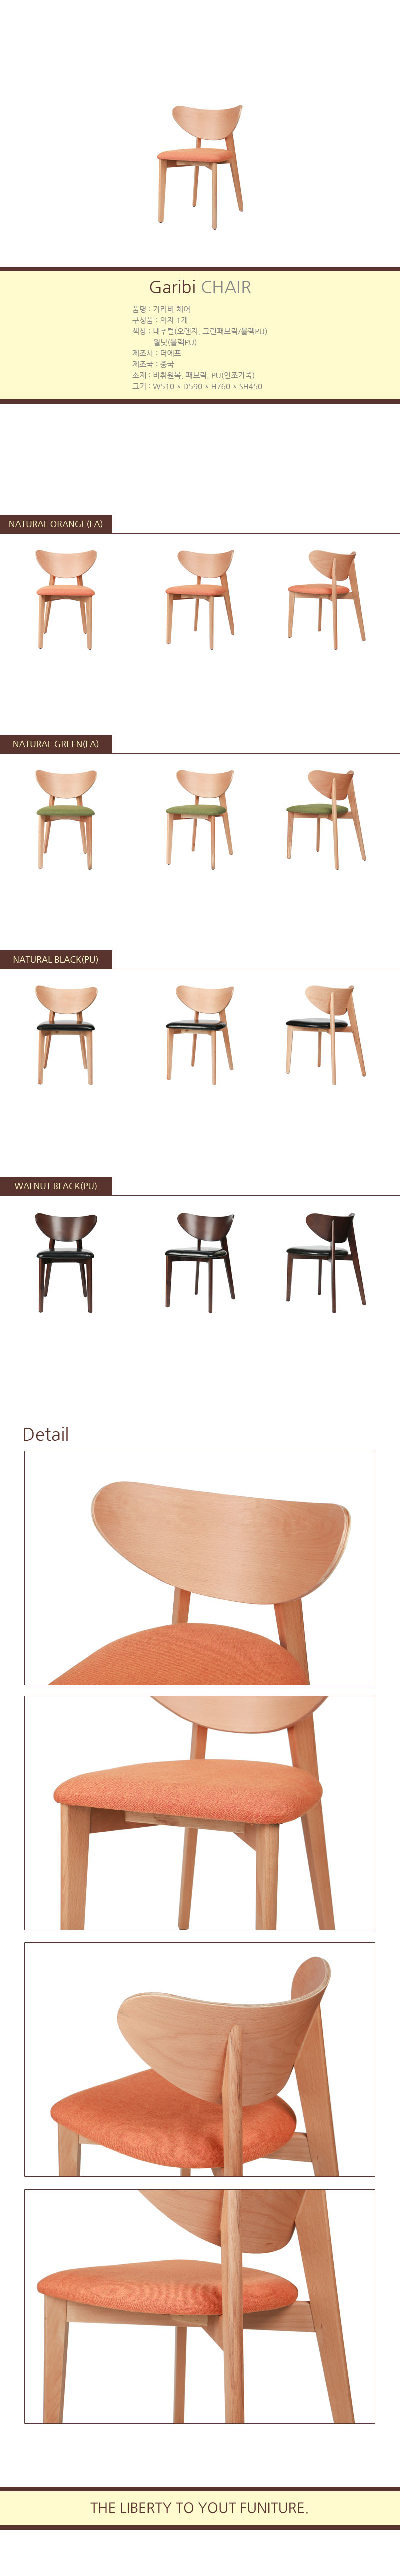 Garibi CHAIR
품명 : 가리비 체어
구성품 : 의자 1개
색상 : 내추럴(오렌지, 그린패브릭/블랙PU)
월넛(블랙PU)
제조사 : 더메프
제조국 : 중국
소재 : 비취원목, 패브릭, PU(인조가죽)
크기 : W510 * D590 * H760 * SH450
NATURAL ORANGE(FA)
NATURAL GREEN(FA)
NATURAL BLACK(PU)
WALNUT BLACK(PU)
Detail
THE LIBERTY TO YOUT FUNITURE.